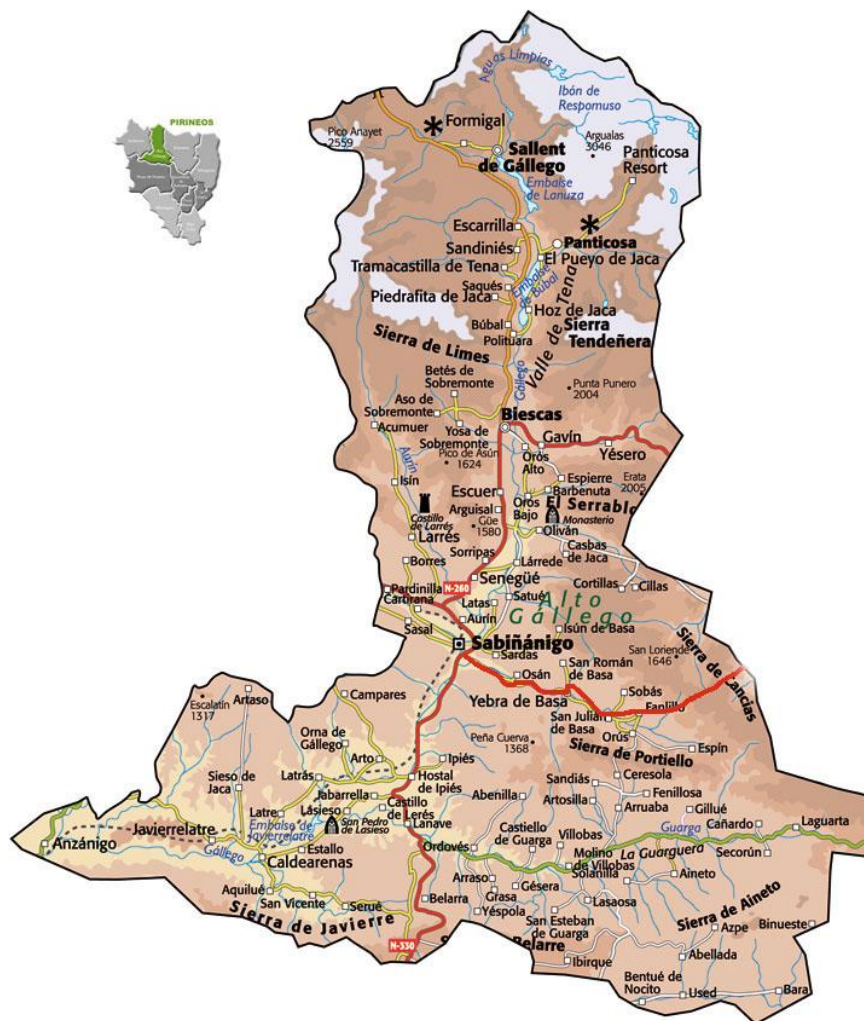 Aguas Limpias
Ibón de
Respomuso
PIRINEOS
Formigal
Pico Anayet
2559
Sallent
de Gállego
Argualas
3046
Panticosa
Resort
Embalse
de Lanuza
Escarrilla
Sandiniés
Panticosa
Tramacastilla de Tena
El Pueyo de Jaca
Saqués
Piedrafita de Jaca
Embalse
de Búbal
Hoz de Jaca
Búbal
Polituara
Valle de Tena
Sierra
Tendeñera
Sierra de Limes
Gállego
Betés de
Sobremonte
Punta Punero
2004
Aso de
Sobremonte
Biescas
Acumuer
Yosa de
Sobremonte
Gavín
Yésero
Pico de Asún
1624
Orós
Alto
Aurín
Isín
Espierre
Barbenuta
Erata
2005
Escuer
Orós
Bajo
El Serrablo
Arguisal
Castillo
de Larrés
Güe
1580
Monasterio
Oliván
Larrés
Casbas
de Jaca
Sorripas
Borres
Lárrede
Senegüé
Pardinilla
N-260
Cortillas
Cillas
Cartirana
Latas
Satué
Alto
Gállego
Aurín
Sasal
Isún de Basa
Sabiñánigo
San Loriende
1646
Sierra de Cancías
Sardas
San Román
de Basa
Osán
Sobás
Fanlillo
Yebra de Basa
San Julián
de Basa
Escalatín
1317
Artaso
Campares
Orna de
Gállego
Peña Cueva
1368
Orús
Espín
Sierra de Portiello
Arto
Ipiés
Latrás
Sieso de
Jaca
Hostal
de Ipiés
Sandiás
Ceresola
Jabarrella
Abenilla
Artosilla
Fenillosa
Arruaba
Gillué
Latre
Lásieso
Castillo
de Lerés
San Pedro
de Lasieso
Lanave
Embalse de
Javierrelatre
Javierrelatre
Anzánigo
Castiello
de Guarga
Villobas
Guarga
Cañardo
Laguarta
Gállego
Estallo
Caldearenas
Ordovés
Molino
de Villobas
La Guarguera
Secorún
Solanilla
Aineto
Arraso
Aquilué
Gésera
Grasa
San Vicente
Serué
Belarra
Yéspola
Lasaosa
Sierra de Javierre
San Esteban
de Guarga
Sierra de Aineto
Azpe
Binueste
N-330
Belarre
Ibirque
Abellada
Bentué de
Nocito
Used
Bara